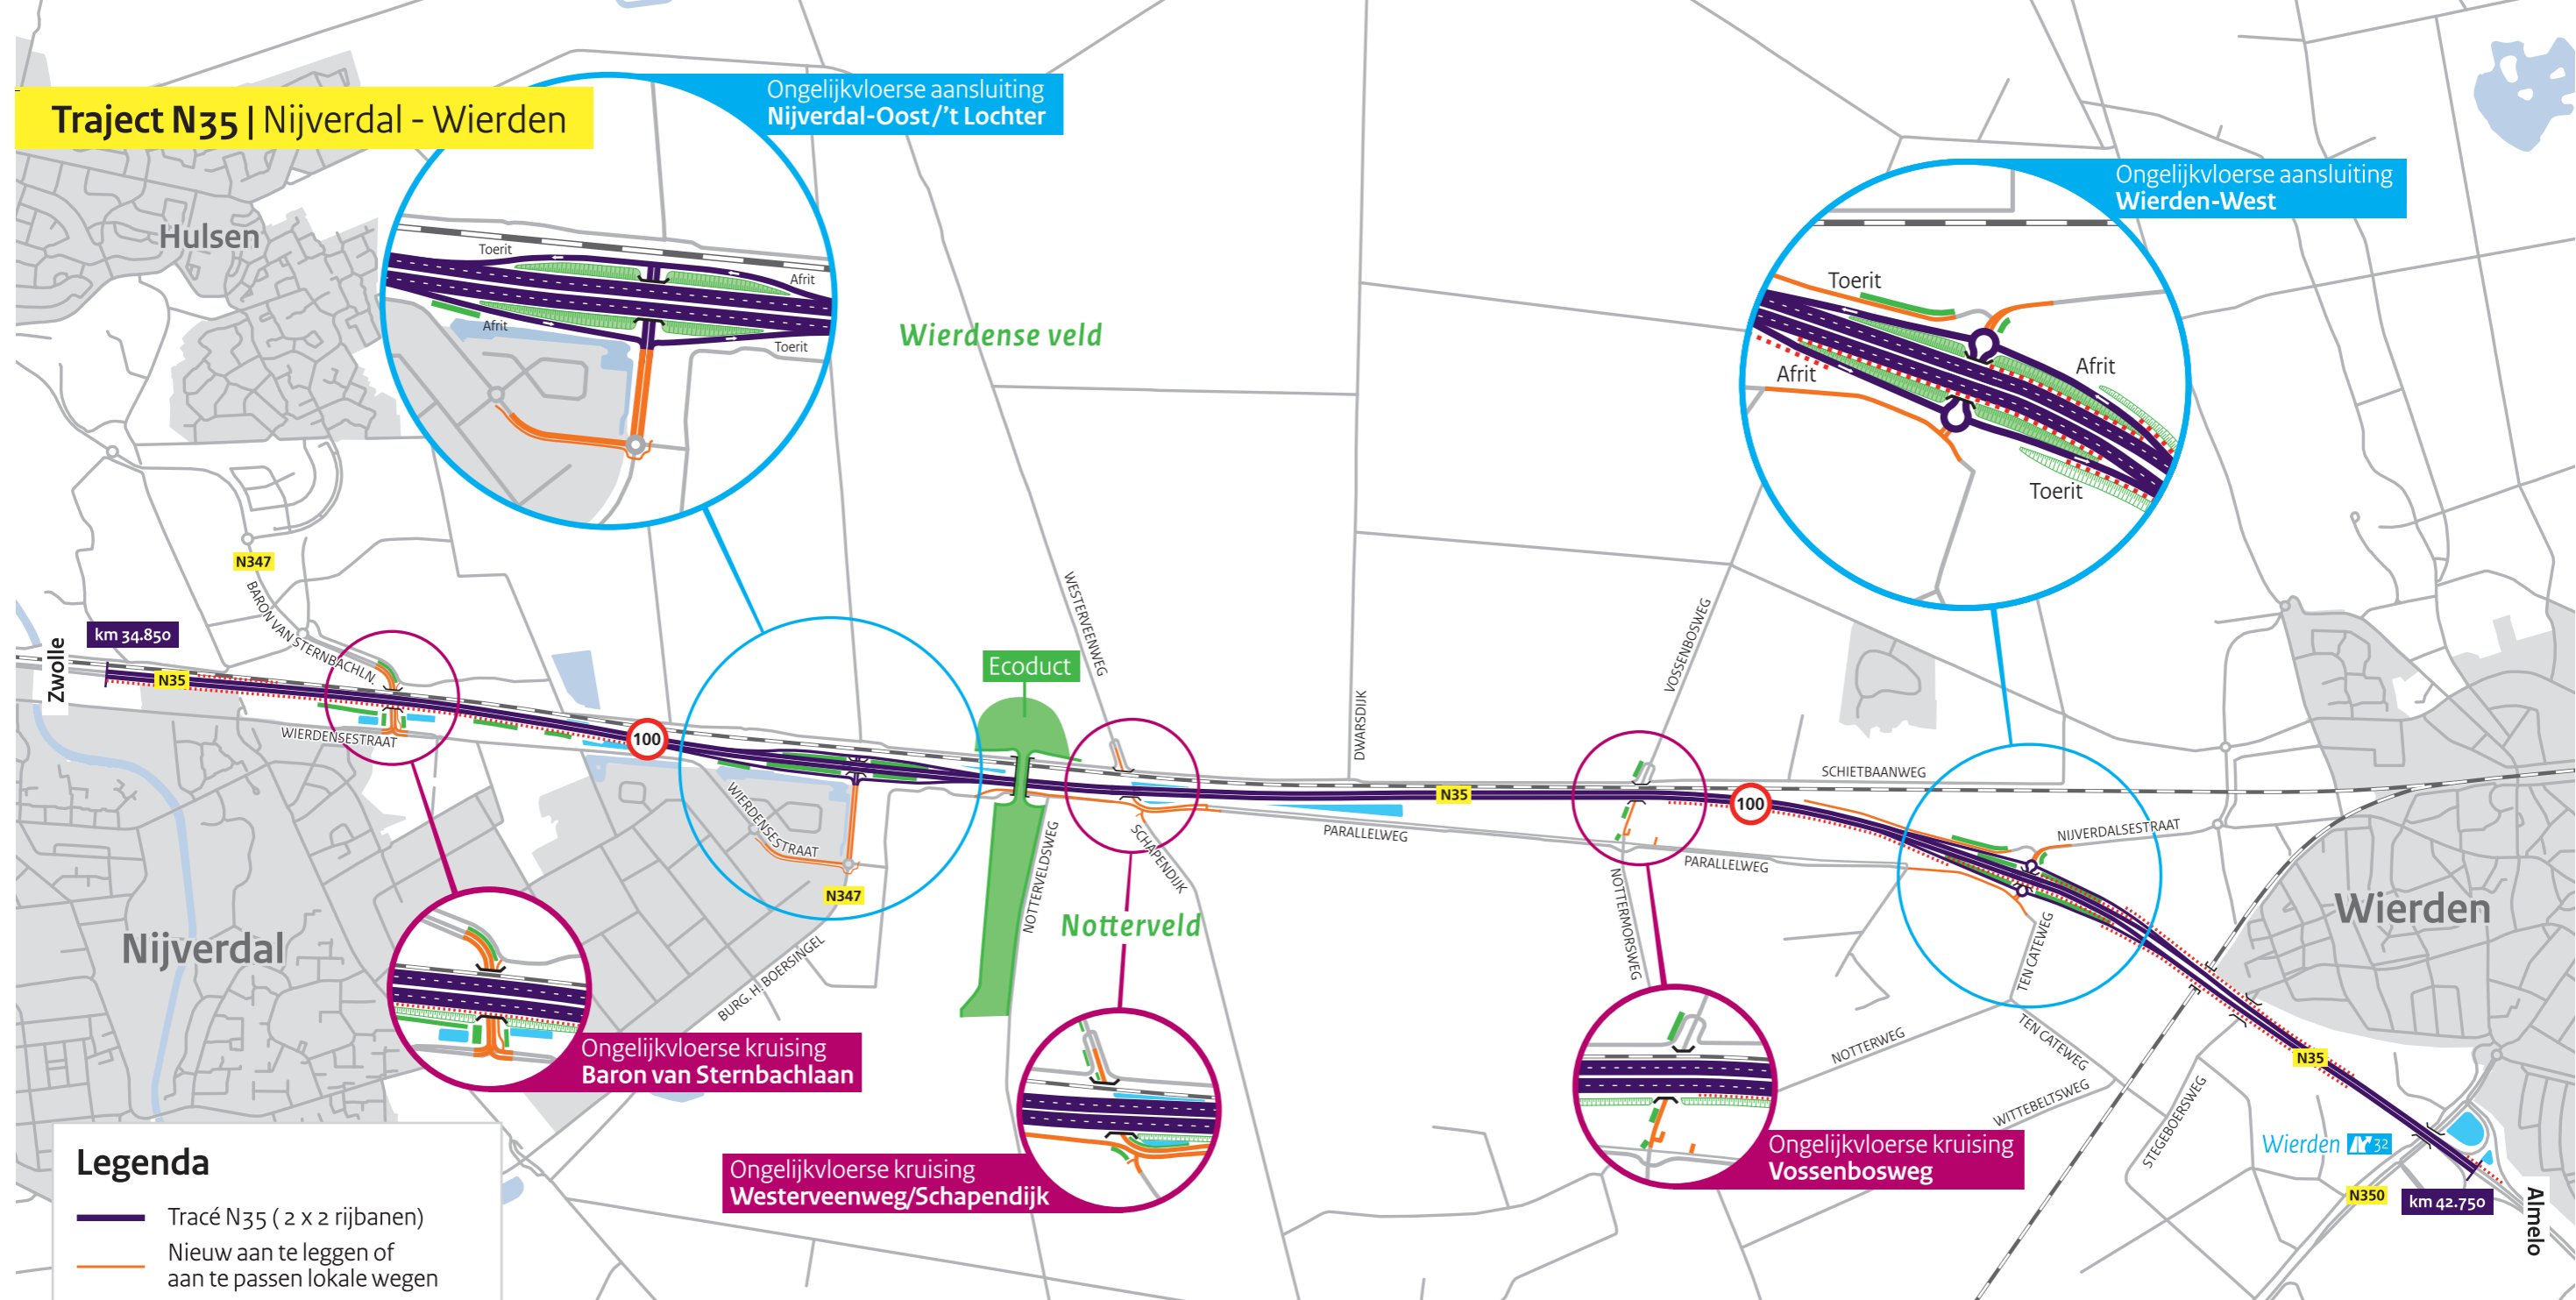 Traject N35 | Nijverdal - Wierden
Ongelijkvloerse aansluiting
Nijverdal-Oost/'t Lochter
Ongelijkvloerse aansluiting
Wierden-West
Hulsen
Toerit
Afrit
Afrit
Toerit
Wierdense veld
Toerit
Afrit
Afrit
Toerit
N347
BARON VAN STERNBACHLN.
km 34.850
Zwolle
N35
WIERDENSESTRAAT
100
Ecoduct
WESTERVEENWEG
DWARSDIJK
VOSSENBOSWEG
SCHIETBAANWEG
N35
100
PARALLELWEG
PARALLELWEG
NIJVERDALSESTRAAT
WIERDENSESTRAAT
N347
NOTTERVELDSWEG
SCHAPENDIJK
NOTTERMORSWEG
Notterveld
Nijverdal
Wierden
BURG. H. BOERSINGEL
TEN CATEWEG
TEN CATEWEG
NOTTERWEG
WITTEBELTSWEG
STEGEBOERSWEG
N35
Ongelijkvloerse kruising
Baron van Sternbachlaan
Ongelijkvloerse kruising
Westerveenweg/Schapendijk
Ongelijkvloerse kruising
Vossenbosweg
Wierden 32
N350
km 42.750
Almelo
Legenda
Tracé N35 ( 2 x 2 rijbanen)
Nieuw aan te leggen of
aan te passen lokale wegen